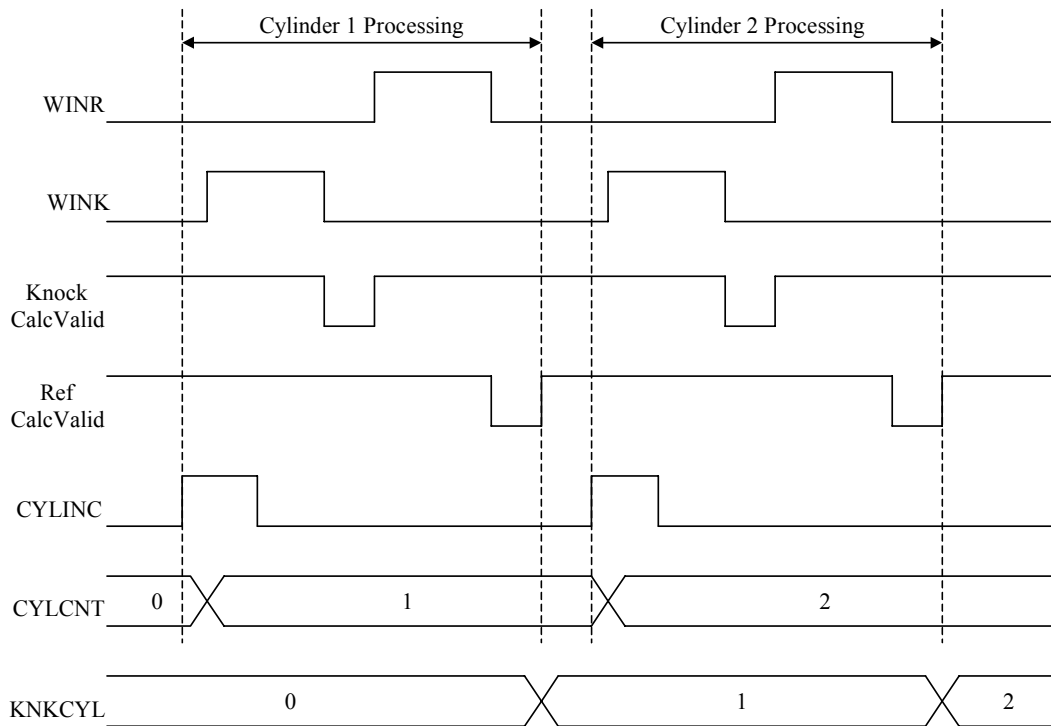 Cylinder 1 Processing
Cylinder 2 Processing
WINR
WINK
Knock
CalcValid
Ref
CalcValid
CYLINC
CYLCNT
0
1
2
KNKCYL
0
1
2